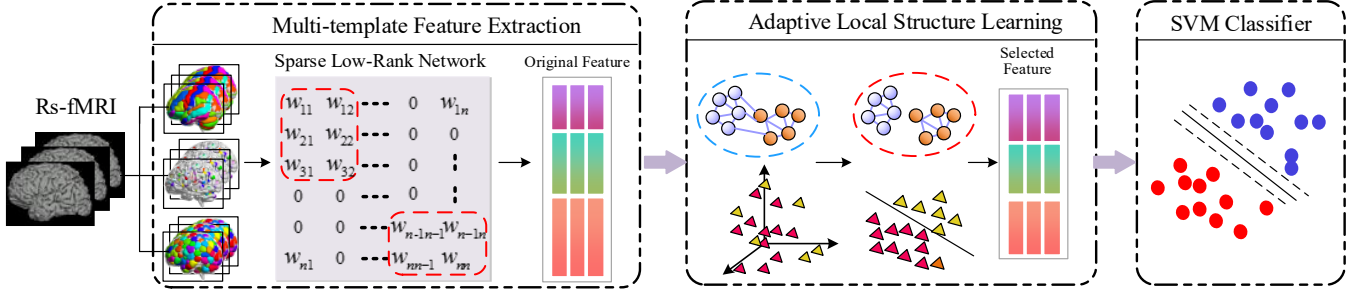 Multi-template Feature Extraction
Adaptive Local Structure Learning
SVM Classifier
Rs-fMRI
Sparse Low-Rank Network
w11 w12 0 w1n
w21 w22 0 0
w31 w32 0
0 0 0
0 0 wn-1n-1 wn-1n
wn1 0 wnn-1 wnn
Original Feature
Selected
Feature